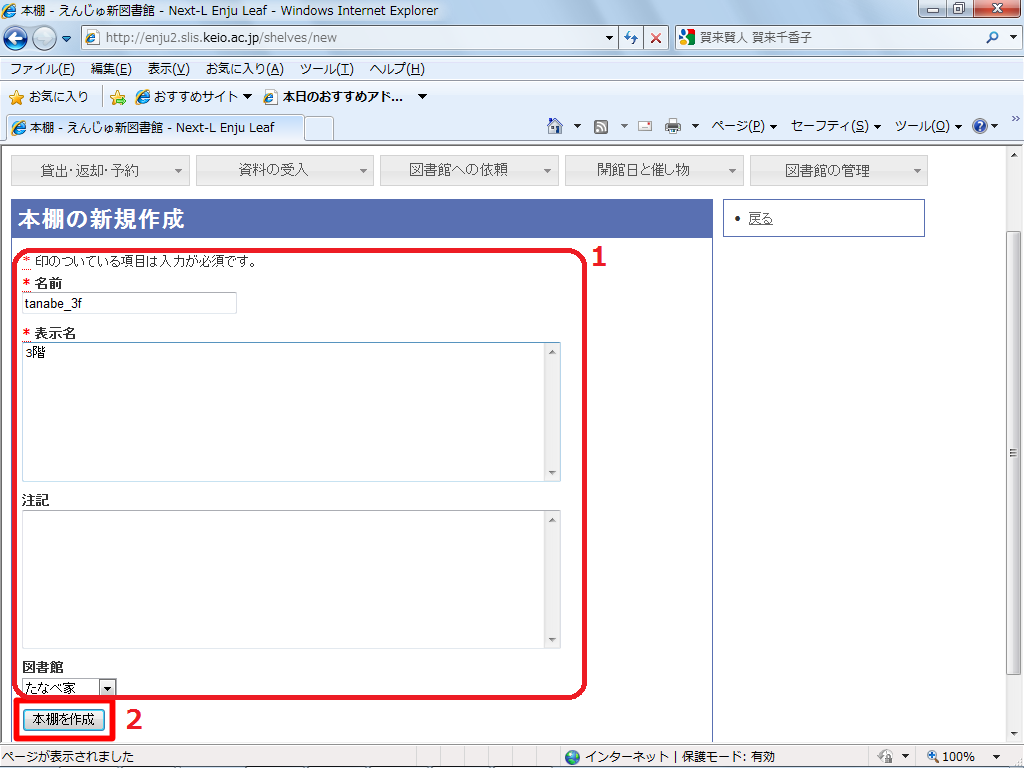 本棚 - えんじゅ新図書館 - Next-L Enju Leaf - Windows Internet Explorer
http://enju2.slis.keio.ac.jp/shelves/new
賀来賢人 賀来千香子
ファイル(F) 編集(E) 表示(V) お気に入り(A) ツール(T) ヘルプ(H)
お気に入り おすすめサイト 本日のおすすめアド...
本棚 - えんじゅ新図書館 - Next-L Enju Leaf
ページ(P) セーフティ(S) ツール(O) »
貸出・返却・予約 資料の受入 図書館への依頼 開館日と催し物 図書館の管理
本棚の新規作成
• 戻る
* 印のついている項目は入力が必須です。
1
* 名前
tanabe_3f
* 表示名
3階
注記
図書館
たなべ家
本棚を作成
2
ページが表示されました インターネット | 保護モード: 有効 100%